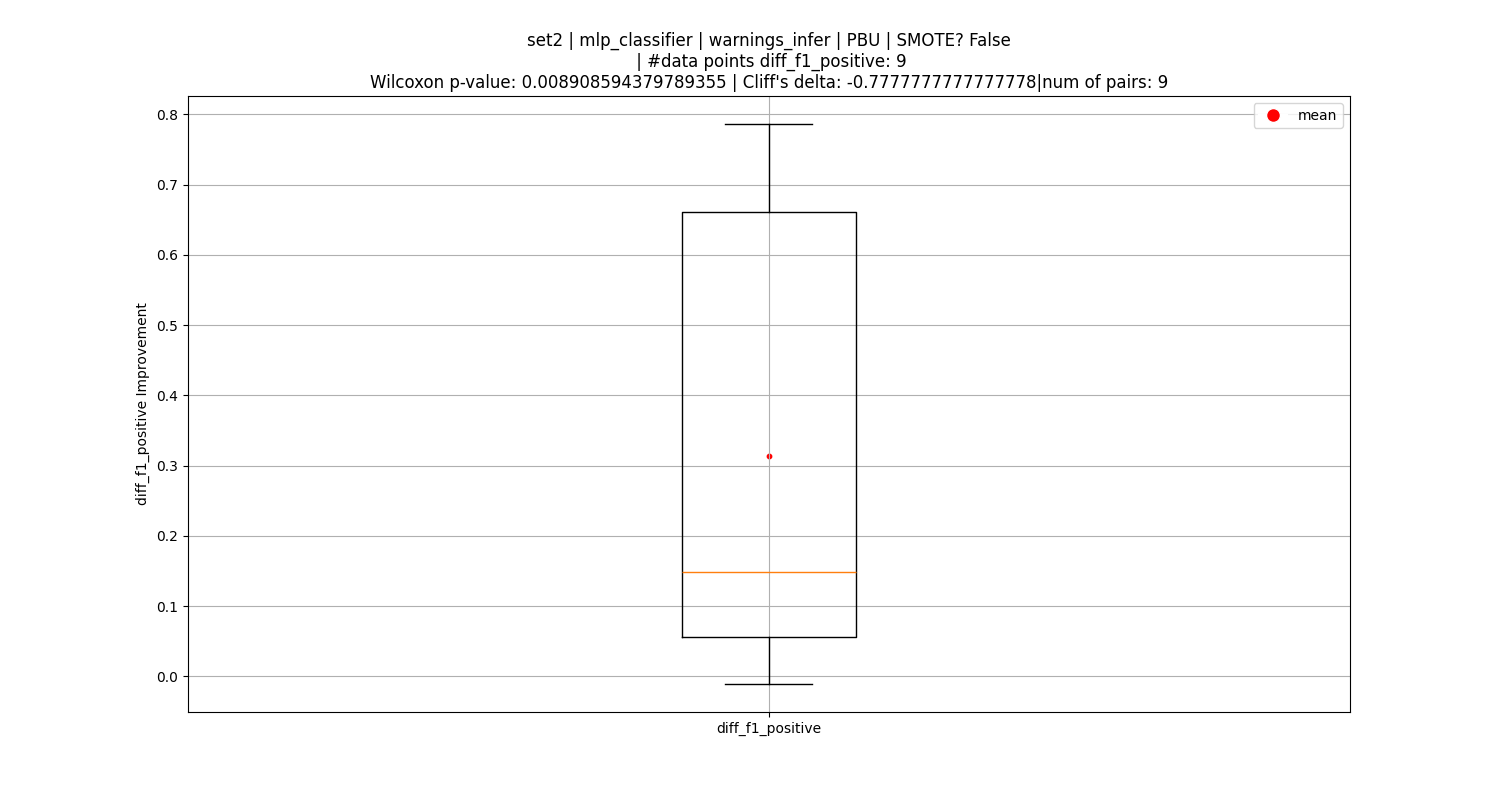 set2 | mlp_classifier | warnings_infer | PBU | SMOTE? False
| #data points diff_f1_positive: 9
Wilcoxon p-value: 0.008908594379789355 | Cliff's delta: -0.7777777777777778|num of pairs: 9
mean
0.8
0.7
0.6
0.5
0.4
0.3
0.2
0.1
0.0
diff_f1_positive Improvement
diff_f1_positive